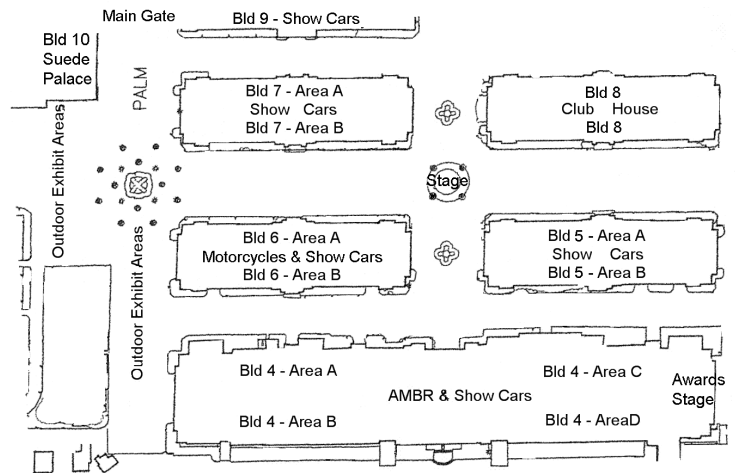 Main Gate
Bld 9 - Show Cars
Bld 10
Suede
Palace
PALM
Outdoor Exhibit Areas
Bld 7 - Area A
Show Cars
Bld 7 - Area B
Bld 8
Club House
Bld 8
Stage
Outdoor Exhibit Areas
Bld 6 - Area A
Motorcycles & Show Cars
Bld 6 - Area B
Bld 5 - Area A
Show Cars
Bld 5 - Area B
Bld 4 - Area A
Bld 4 - Area C
AMBR & Show Cars
Awards
Stage
Bld 4 - Area B
Bld 4 - AreaD